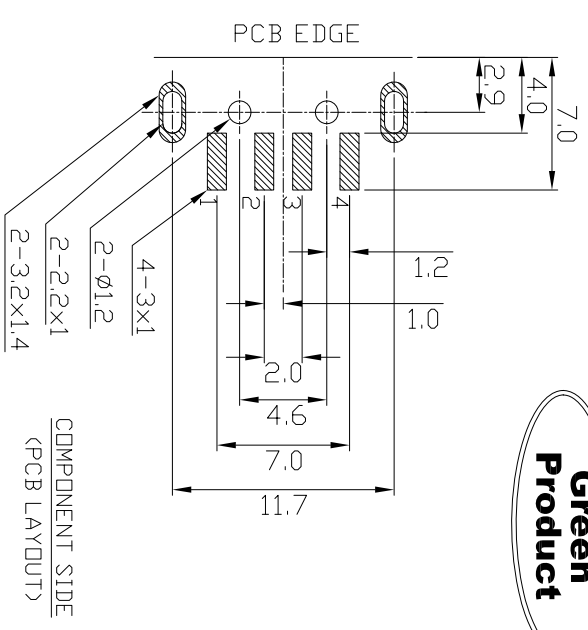 PCB EDGE
2.9
4.0
7.0
1
2
3
4
1.2
1.0
2.0
4.6
7.0
11.7
4-3x1
2-Ø1.2
2-2.2x1
2-3.2x1.4
COMPONENT SIDE
(PCB LAYOUT)
Green
Product